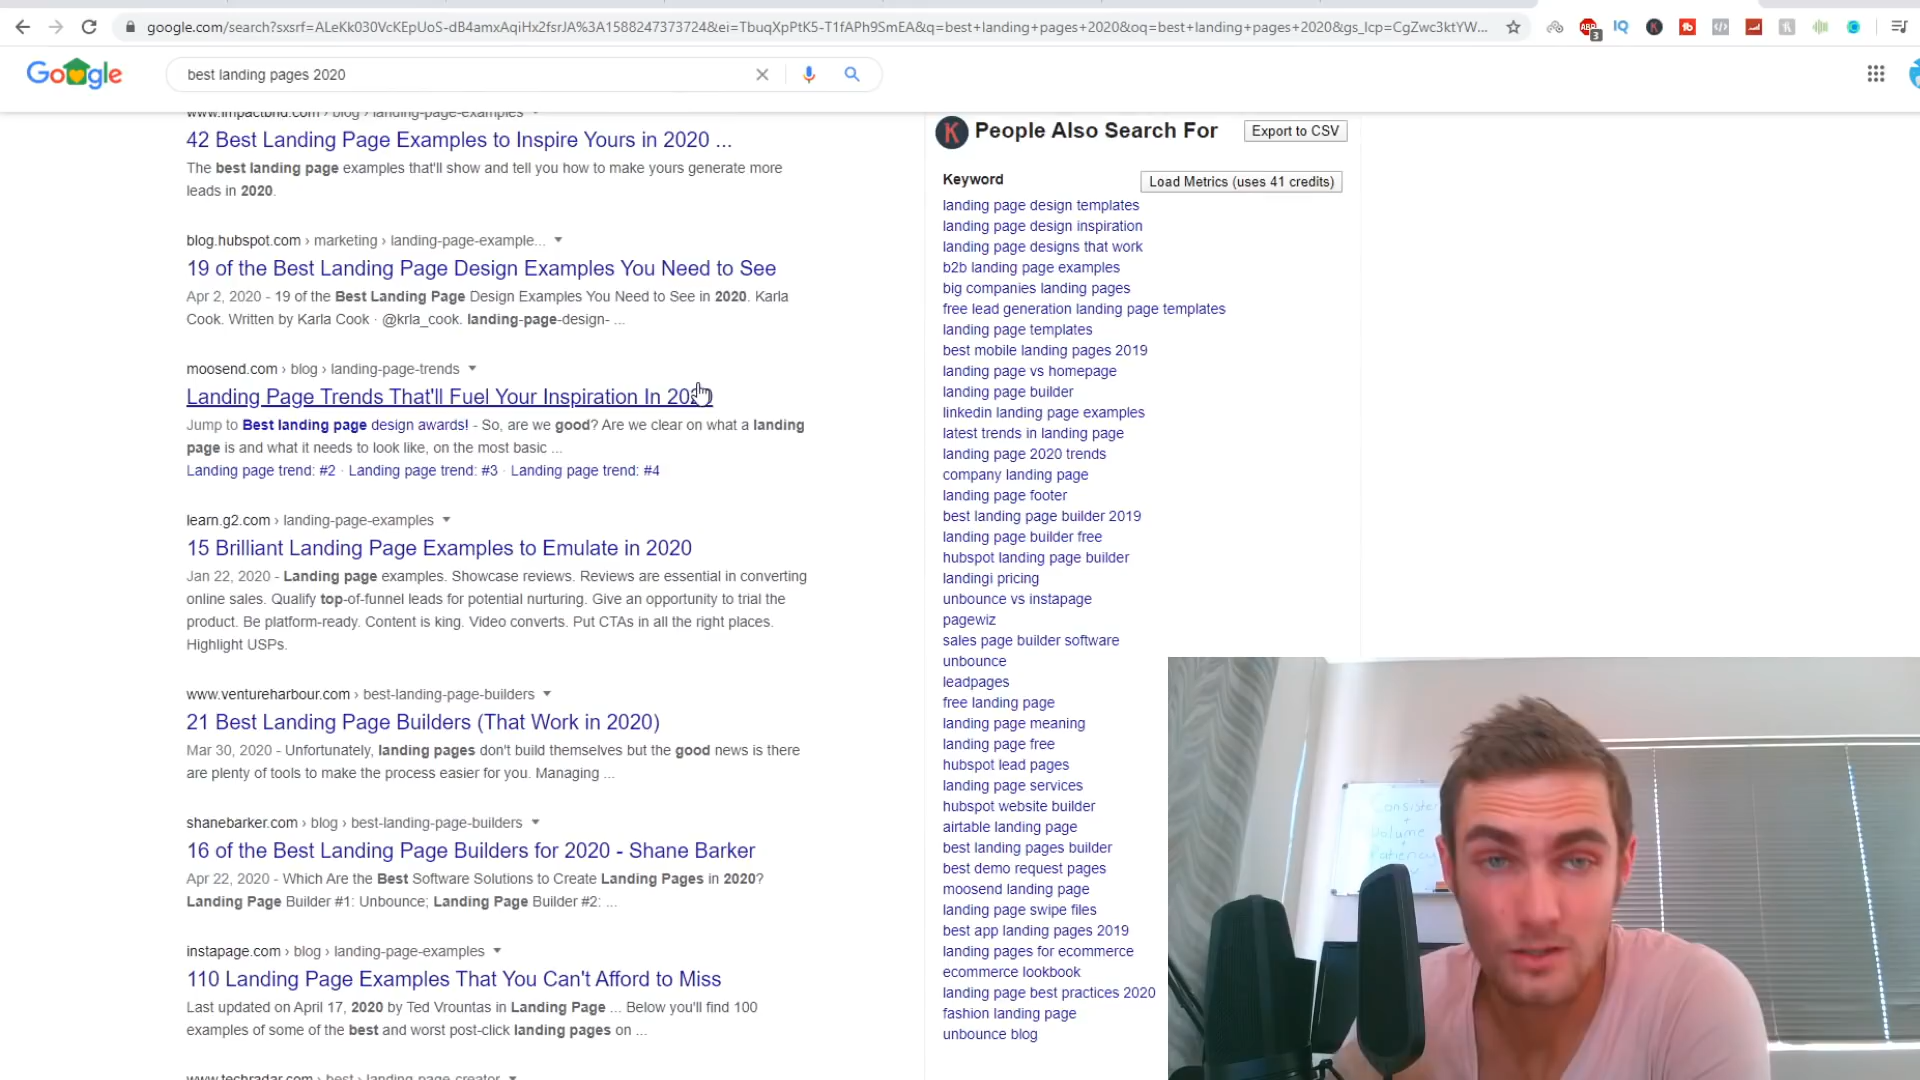 google.com/search?sxsrf=ALeKk030VcKEpUoS-dB4amxAqiHx2fsrJA%3A1588247373724&ei=TbuqXpPtK5-T1fAPh9SmEA&q=best+landing+pages+2020&oq=best+landing+pages+2020&gs_lcp=CgZwc3ktYW...
Google
best landing pages 2020
www.impactbnd.com › blog › landing-page-examples
42 Best Landing Page Examples to Inspire Yours in 2020 ...
The best landing page examples that'll show and tell you how to make yours generate more
leads in 2020.
blog.hubspot.com › marketing › landing-page-example...
19 of the Best Landing Page Design Examples You Need to See
Apr 2, 2020 - 19 of the Best Landing Page Design Examples You Need to See in 2020. Karla
Cook. Written by Karla Cook · @krla_cook. landing-page-design- ...
moosend.com › blog › landing-page-trends
Landing Page Trends That'll Fuel Your Inspiration In 2020
Jump to Best landing page design awards! - So, are we good? Are we clear on what a landing
page is and what it needs to look like, on the most basic ...
Landing page trend: #2 · Landing page trend: #3 · Landing page trend: #4
learn.g2.com › landing-page-examples
15 Brilliant Landing Page Examples to Emulate in 2020
Jan 22, 2020 - Landing page examples. Showcase reviews. Reviews are essential in converting
online sales. Qualify top-of-funnel leads for potential nurturing. Give an opportunity to trial the
product. Be platform-ready. Content is king. Video converts. Put CTAs in all the right places.
Highlight USPs.
www.ventureharbour.com › best-landing-page-builders
21 Best Landing Page Builders (That Work in 2020)
Mar 30, 2020 - Unfortunately, landing pages don't build themselves but the good news is there
are plenty of tools to make the process easier for you. Managing ...
shanebarker.com › blog › best-landing-page-builders
16 of the Best Landing Page Builders for 2020 - Shane Barker
Apr 22, 2020 - Which Are the Best Software Solutions to Create Landing Pages in 2020?
Landing Page Builder #1: Unbounce; Landing Page Builder #2: ...
instapage.com › blog › landing-page-examples
110 Landing Page Examples That You Can't Afford to Miss
Last updated on April 17, 2020 by Ted Vrountas in Landing Page ... Below you'll find 100
examples of some of the best and worst post-click landing pages on ...
www.techradar.com › best › landing-page-creator
K People Also Search For
Export to CSV
Keyword
Load Metrics (uses 41 credits)
landing page design templates
landing page design inspiration
landing page designs that work
b2b landing page examples
big companies landing pages
free lead generation landing page templates
landing page templates
best mobile landing pages 2019
landing page vs homepage
landing page builder
linkedin landing page examples
latest trends in landing page
landing page 2020 trends
company landing page
landing page footer
best landing page builder 2019
landing page builder free
hubspot landing page builder
landingi pricing
unbounce vs instapage
pagewiz
sales page builder software
unbounce
leadpages
free landing page
landing page meaning
landing page free
hubspot lead pages
landing page services
hubspot website builder
airtable landing page
best landing pages builder
best demo request pages
moosend landing page
landing page swipe files
best app landing pages 2019
landing pages for ecommerce
ecommerce lookbook
landing page best practices 2020
fashion landing page
unbounce blog
Consiste
+
Volume
+